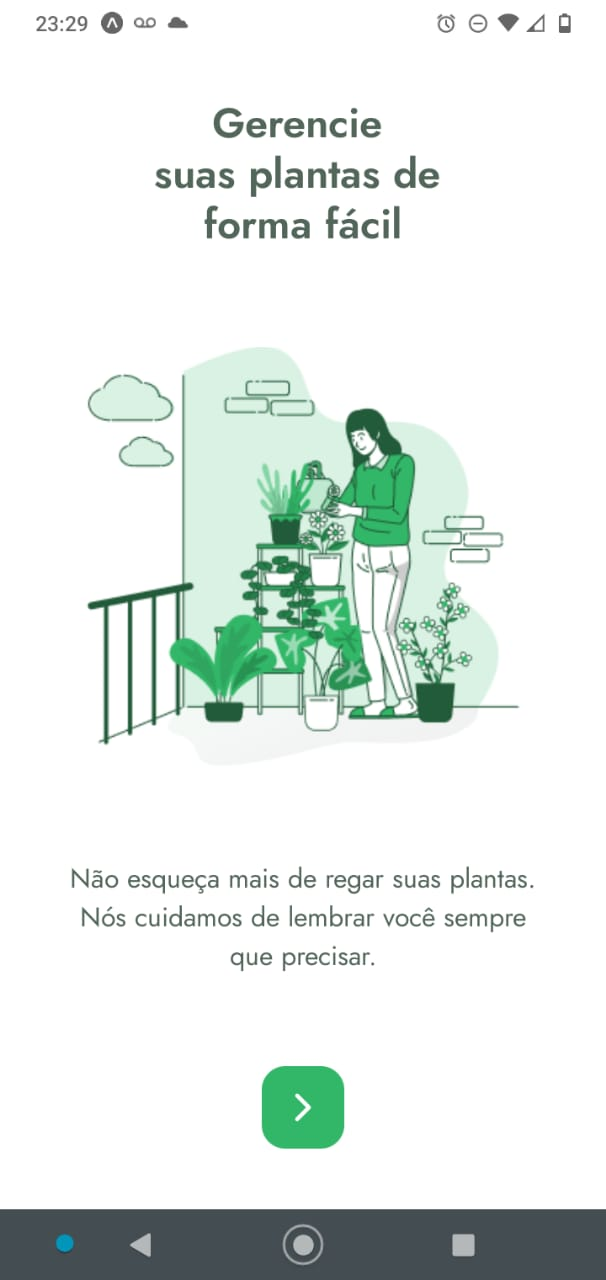 23:29
Gerencie
suas plantas de
forma fácil
Não esqueça mais de regar suas plantas.
Nós cuidamos de lembrar você sempre
que precisar.